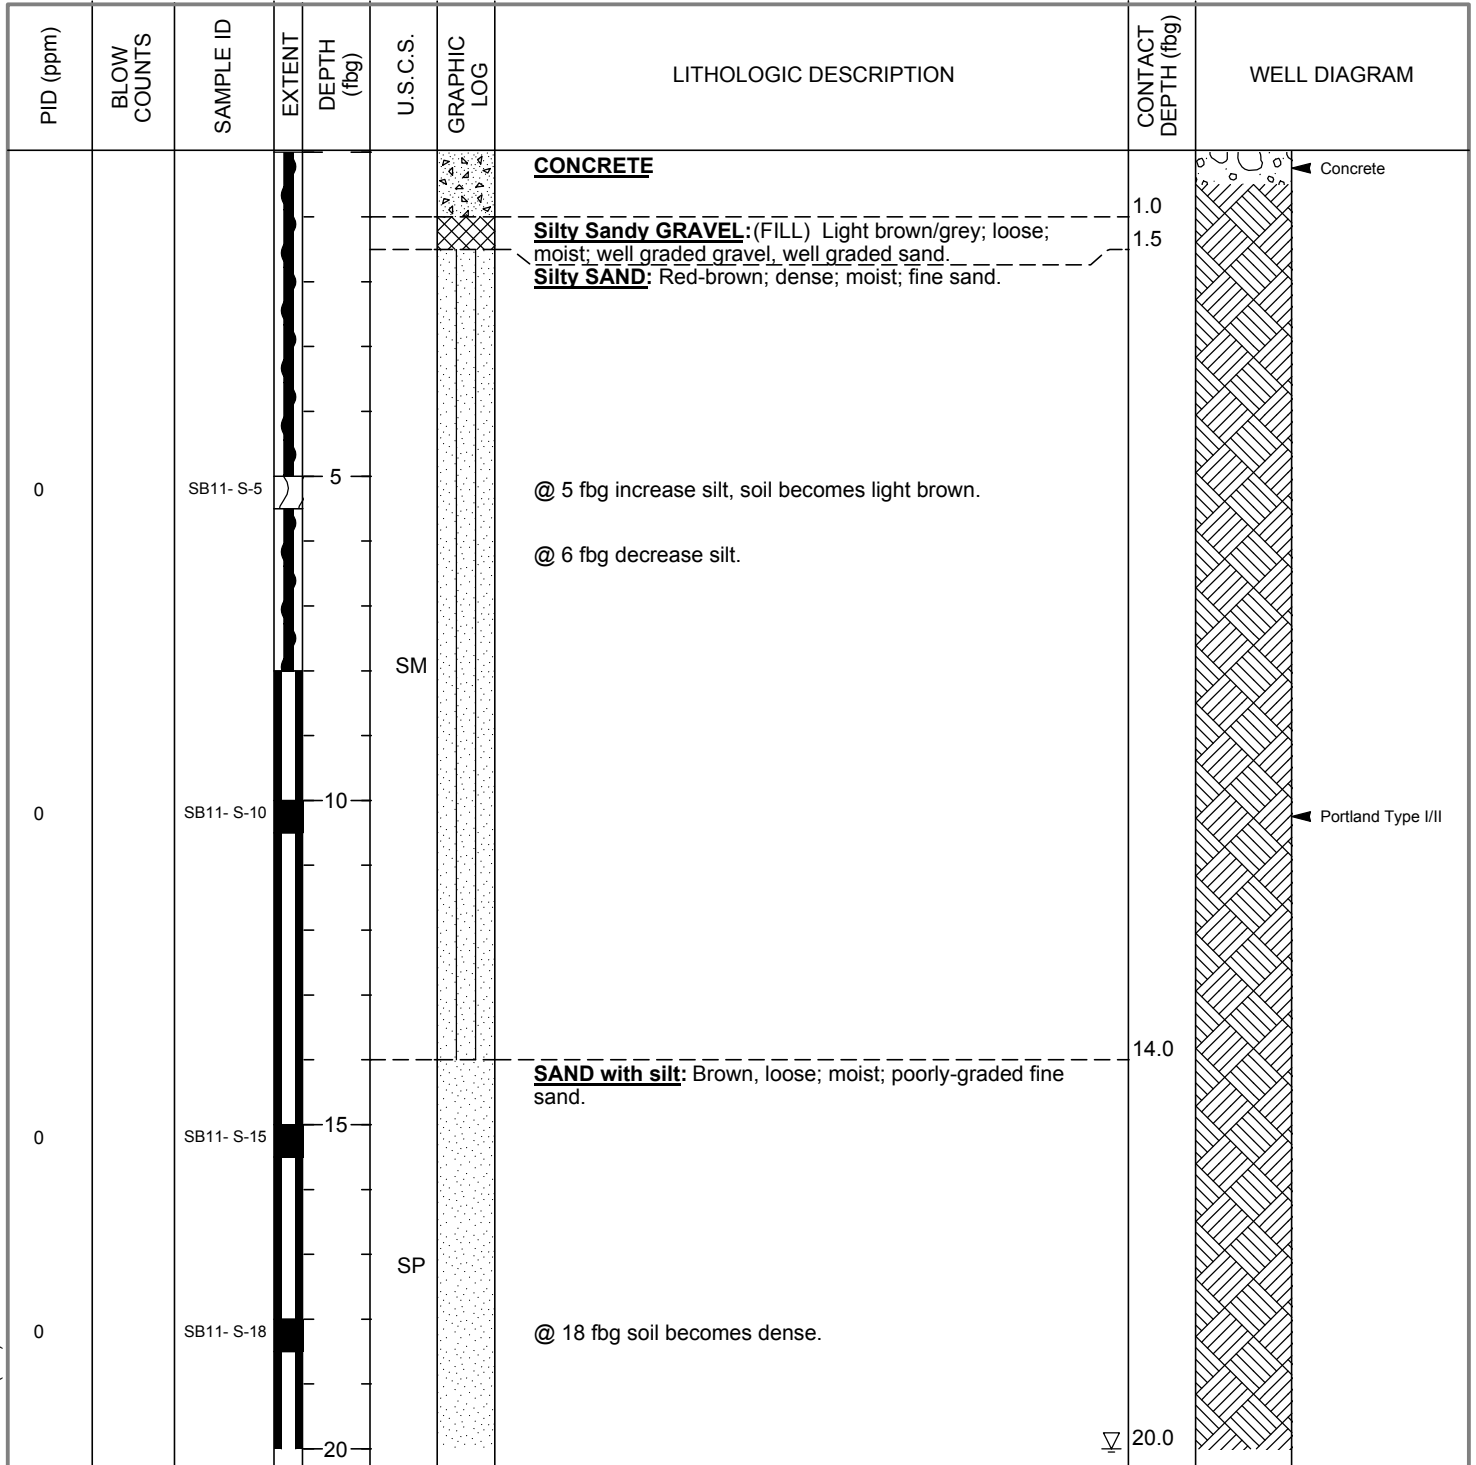 PID (ppm)
BLOW
COUNTS
SAMPLE ID
EXTENT
DEPTH
(fbg)
U.S.C.S.
GRAPHIC
LOG
LITHOLOGIC DESCRIPTION
CONTACT
DEPTH (fbg)
WELL DIAGRAM
CONCRETE
Concrete
1.0
Silty Sandy GRAVEL:(FILL) Light brown/grey; loose;
moist; well graded gravel, well graded sand.
1.5
Silty SAND: Red-brown; dense; moist; fine sand.
0
SB11- S-5
5
@ 5 fbg increase silt, soil becomes light brown.
@ 6 fbg decrease silt.
SM
0
SB11- S-10
10
Portland Type I/II
14.0
SAND with silt: Brown, loose; moist; poorly-graded fine
sand.
0
SB11- S-15
15
SP
0
SB11- S-18
@ 18 fbg soil becomes dense.
20
20.0